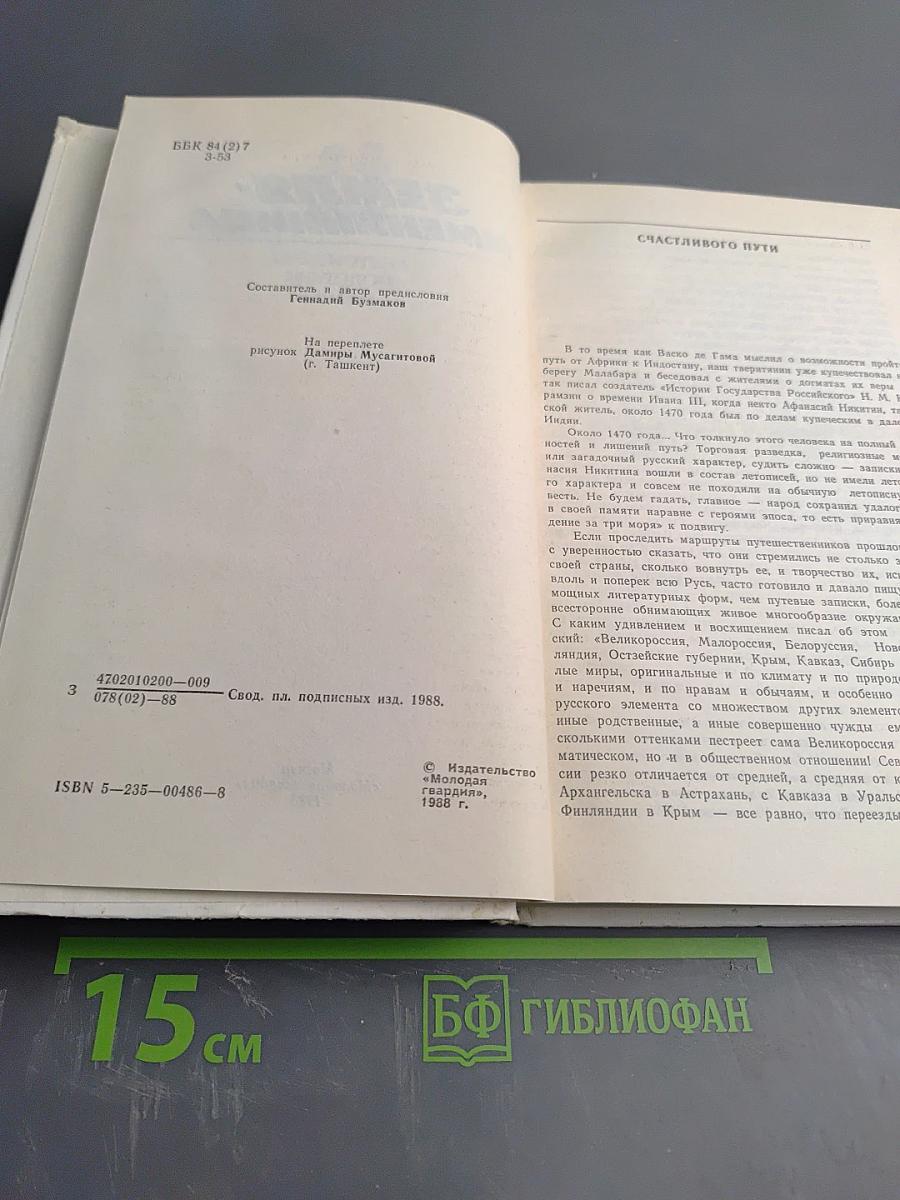 ББК 84(2)7
З-53
Составитель и автор предисловия
Геннадий Бузмаков
На переплете
рисунок Дамиры Мусагитовой
(г. Ташкент)
З 4702010200—009
078(02)—88 Свод. пл. подписных изд. 1988.
ISBN 5—235—00486—8
© Издательство
«Молодая
гвардия»,
1988 г.
СЧАСТЛИВОГО ПУТИ
В то время как Васко де Гама мыслил о возможности
путь от Африки к Индостану, наш тверитянин уже купечествовал
берегу Малабара и беседовал с жителями о догматах их веры
так писал создатель «Истории Государства Российского» Н. М.
рамзин о времени Ивана III, когда некто Афанасий Никитин,
ской житель, около 1470 года был по делам купеческим в
Индии.
Около 1470 года... Что толкнуло этого человека на полный
ностей и лишений путь? Торговая разведка, религиозные
или загадочный русский характер, судить сложно — записки
насия Никитина вошли в состав летописей, но не имели
го характера и совсем не походили на обычную
весть. Не будем гадать, главное — народ сохранил
в своей памяти наравне с героями эпоса, то есть
дение за три моря» к подвигу.
Если проследить маршруты путешественников
с уверенностью сказать, что они стремились не столько
своей страны, сколько вовнутрь ее, и творчество их,
вдоль и поперек всю Русь, часто готовило и давало
мощных литературных форм, чем путевые записки,
всесторонне обнимающих живое многообразие
С каким удивлением и восхищением писал об этом
ский: «Великороссия, Малороссия, Белоруссия,
ляндия, Остзейские губернии, Крым, Кавказ, Сибирь
лые миры, оригинальные и по климату и по
и наречиям, и по нравам и обычаям, и особенно
русского элемента со множеством других
иные родственные, а иные совершенно чужды
сколькими оттенками пестреет сама Великороссия
матическом, но и в общественном отношении!
сии резко отличается от средней, а средняя от
Архангельска в Астрахань, с Кавказа в
Финляндии в Крым — все равно, что
15 см
БФ ГИБЛИОФАН